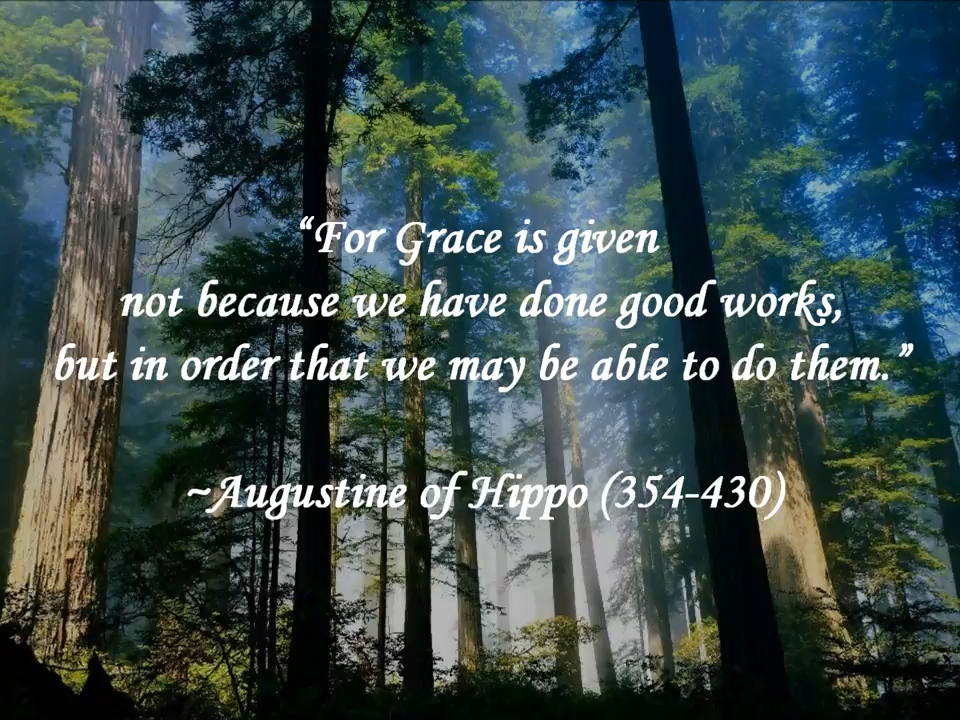 “For Grace is given
not because we have done good works,
but in order that we may be able to do them.”
~Augustine of Hippo (354-430)